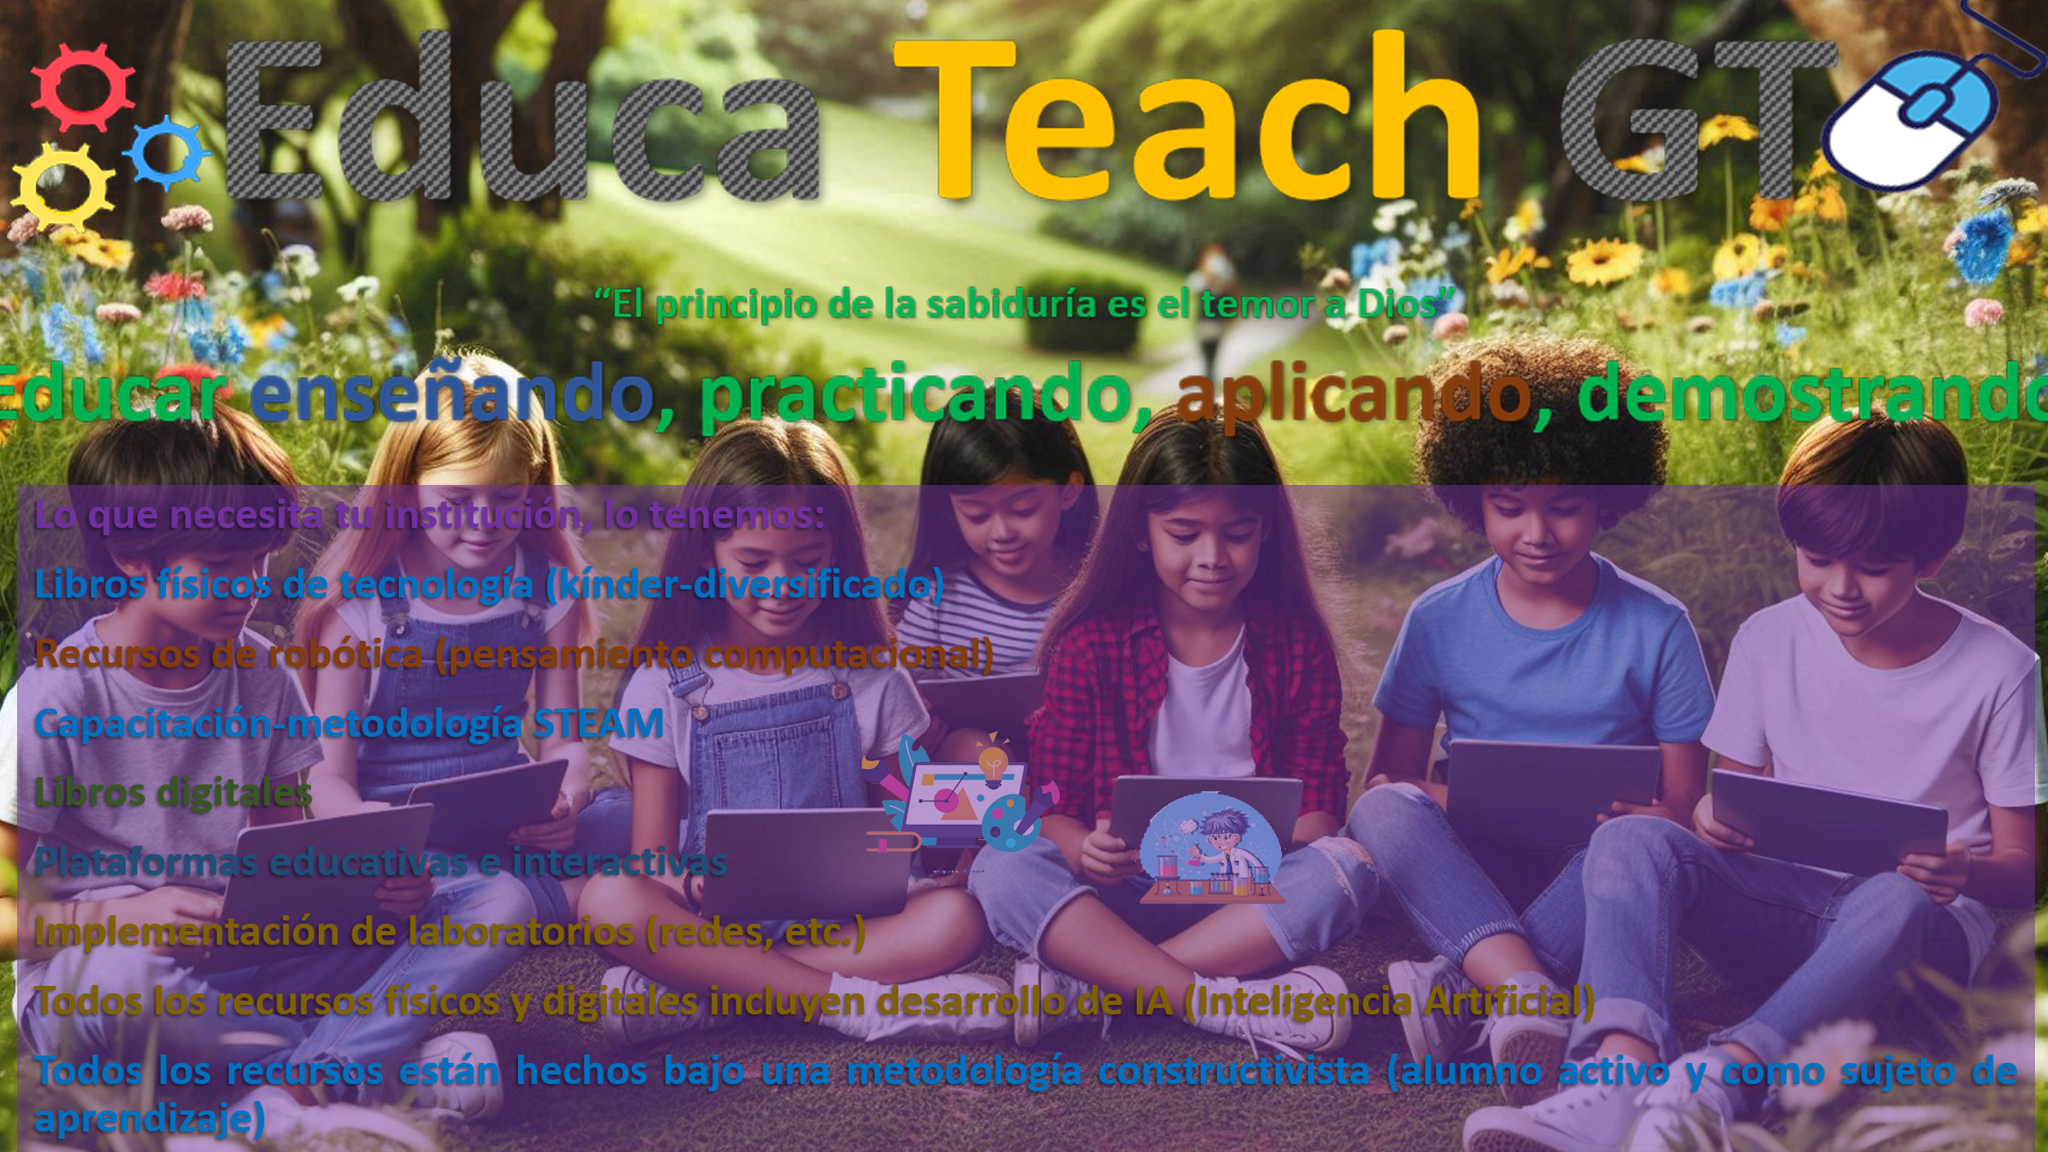 Educa Teach GT
“El principio de la sabiduría es el temor a Dios”
Educar enseñando, practicando, aplicando, demostrando
Lo que necesita tu institución, lo tenemos:
Libros físicos de tecnología (kínder-diversificado)
Recursos de robótica (pensamiento computacional)
Capacitación-metodología STEAM
Libros digitales
Plataformas educativas e interactivas
Implementación de laboratorios (redes, etc.)
Todos los recursos físicos y digitales incluyen desarrollo de IA (Inteligencia Artificial)
Todos los recursos están hechos bajo una metodología constructivista (alumno activo y como sujeto de
aprendizaje)